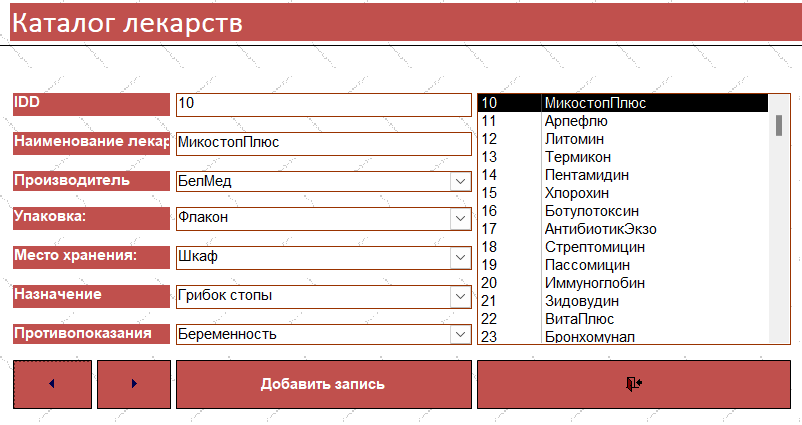 Каталог лекарств
IDD
10
Наименование лекар
МикостопПлюс
Производитель
БелМед
Упаковка:
Флакон
Место хранения:
Шкаф
Назначение
Грибок стопы
Противопоказания
Беременность
10 МикостопПлюс
11 Арпефлю
12 Литомин
13 Термикон
14 Пентамидин
15 Хлорохин
16 Ботулотоксин
17 АнтибиотикЭкзо
18 Стрептомицин
19 Пассомицин
20 Иммуноглобин
21 Зидовудин
22 ВитаПлюс
23 Бронхомунал
Добавить запись